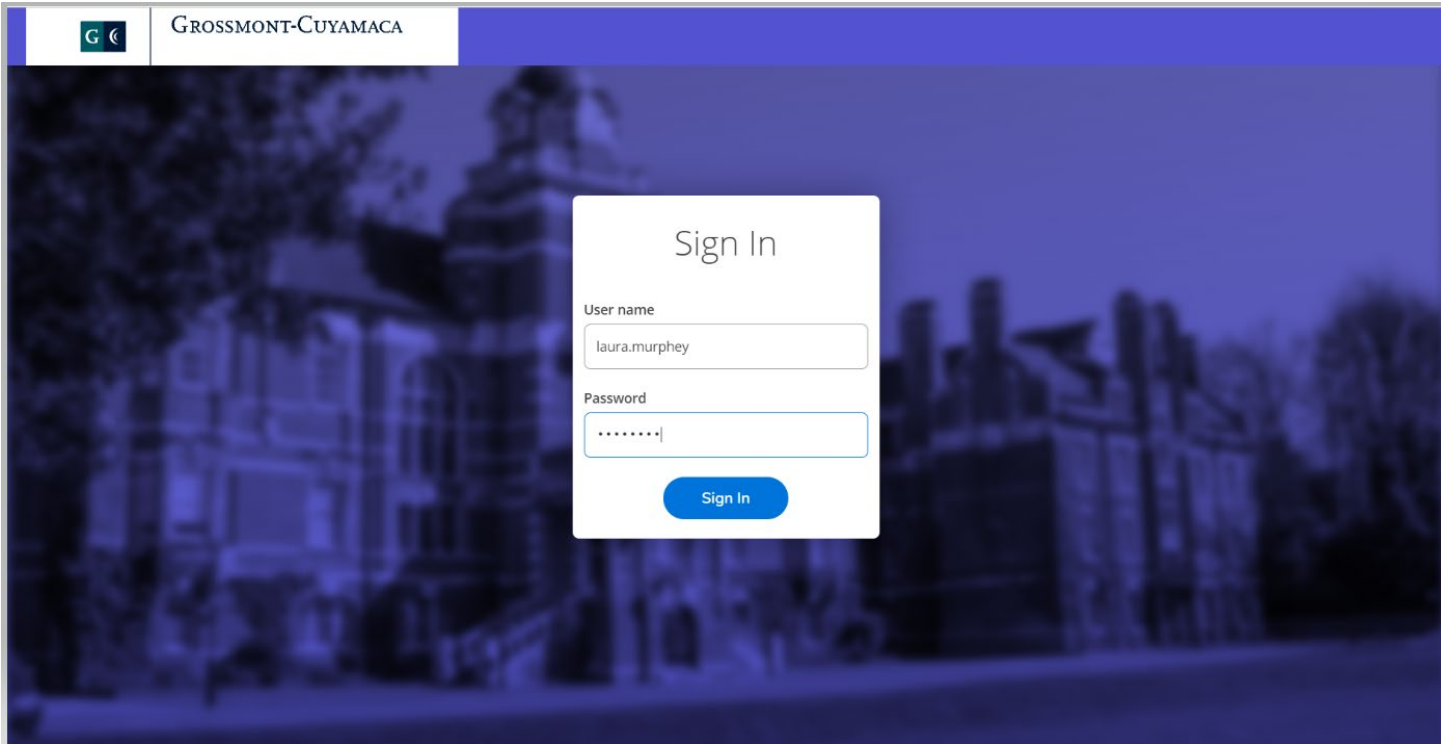 G
GROSSMONT-CUYAMACA
Sign In
User name
laura.murphey
Password
••••••••
Sign In